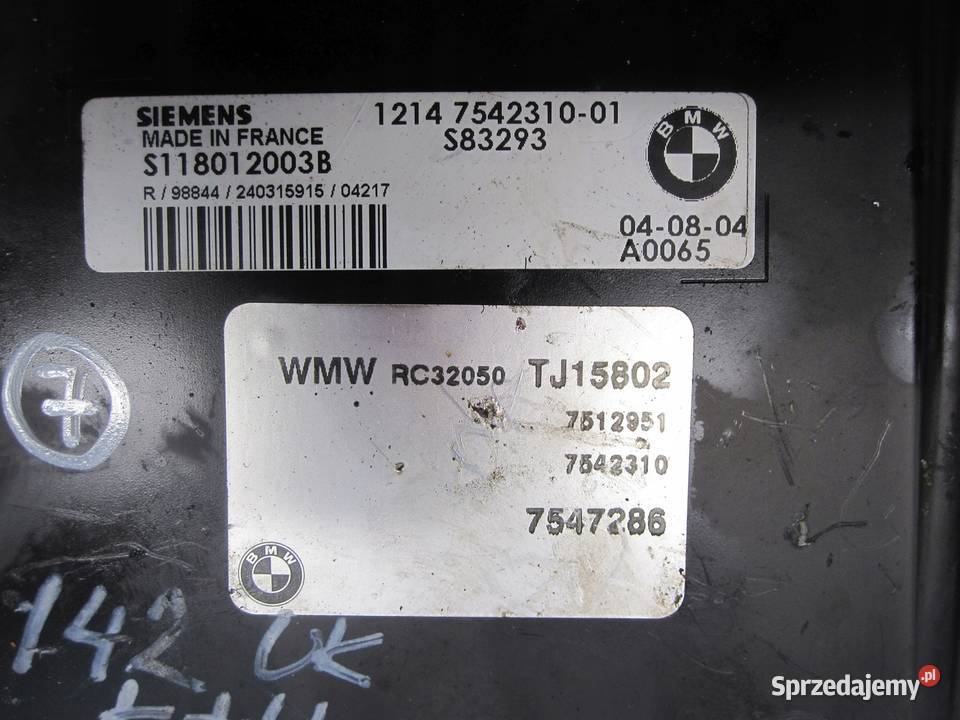 SIEMENS 1214 7542310-01
MADE IN FRANCE S83293
S118012003B
R / 98844 / 240315915 / 04217
BMW
04-08-04
A0065
WMW RC32050 TJ15802
7512951
7542310
7547286
BMW
7
142 UK
Sprzedajemy.pl